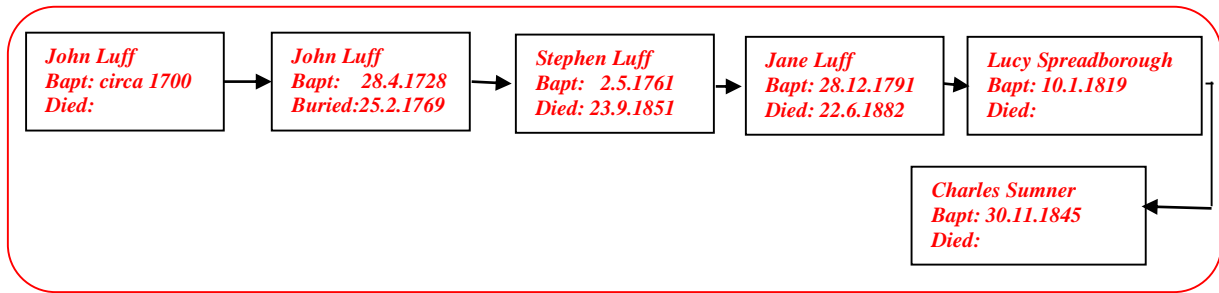 John Luff
Bapt: circa 1700
Died:
John Luff
Bapt: 28.4.1728
Buried:25.2.1769
Stephen Luff
Bapt: 2.5.1761
Died: 23.9.1851
Jane Luff
Bapt: 28.12.1791
Died: 22.6.1882
Lucy Spreadborough
Bapt: 10.1.1819
Died:
Charles Sumner
Bapt: 30.11.1845
Died: